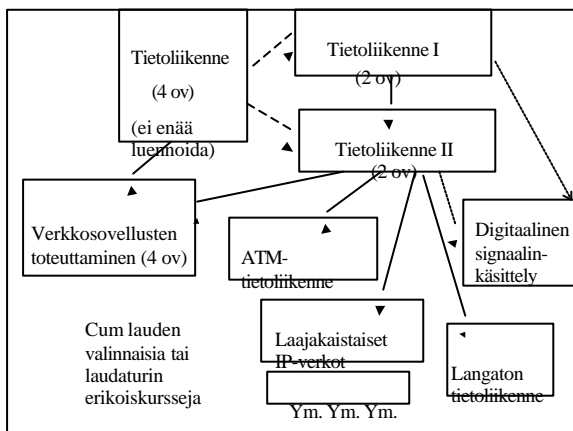 Tietoliikenne
(4 ov)
(ei enää
luennoida)
Tietoliikenne I
(2 ov)
Tietoliikenne II
(2 ov)
Verkkosovellusten
toteuttaminen (4 ov)
ATM-
tietoliikenne
Digitaalinen
signaalin-
käsittely
Cum lauden
valinnaisia tai
laudaturin
erikoiskursseja
Laajakaistaiset
IP-verkot
Ym. Ym. Ym.
Langaton
tietoliikenne